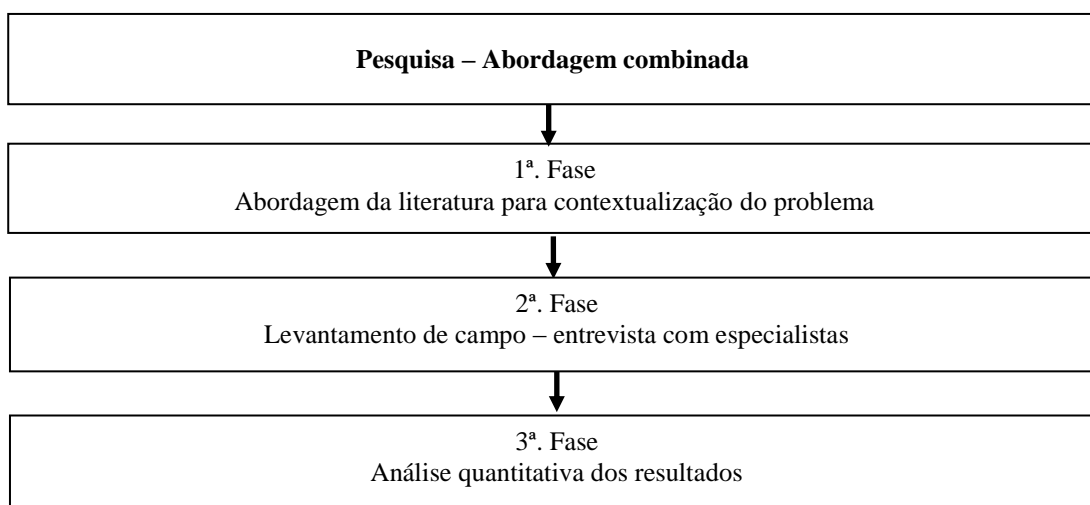 Pesquisa – Abordagem combinada
1ª. Fase
Abordagem da literatura para contextualização do problema
2ª. Fase
Levantamento de campo – entrevista com especialistas
3ª. Fase
Análise quantitativa dos resultados